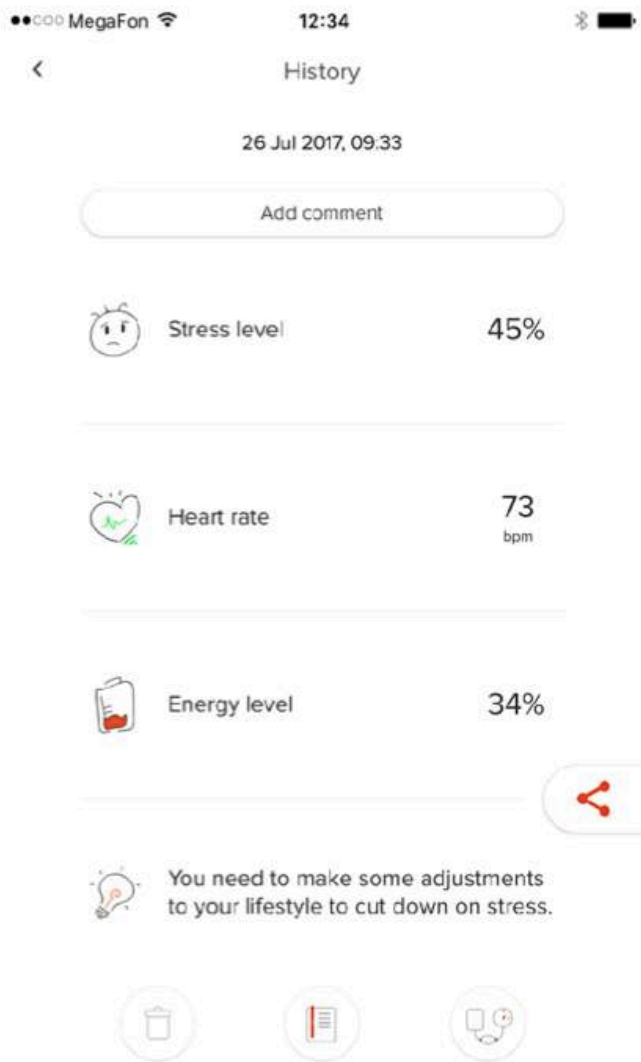 MegaFon 12:34
History
26 Jul 2017, 09:33
Add comment
Stress level 45%
Heart rate 73
bpm
Energy level 34%
You need to make some adjustments
to your lifestyle to cut down on stress.